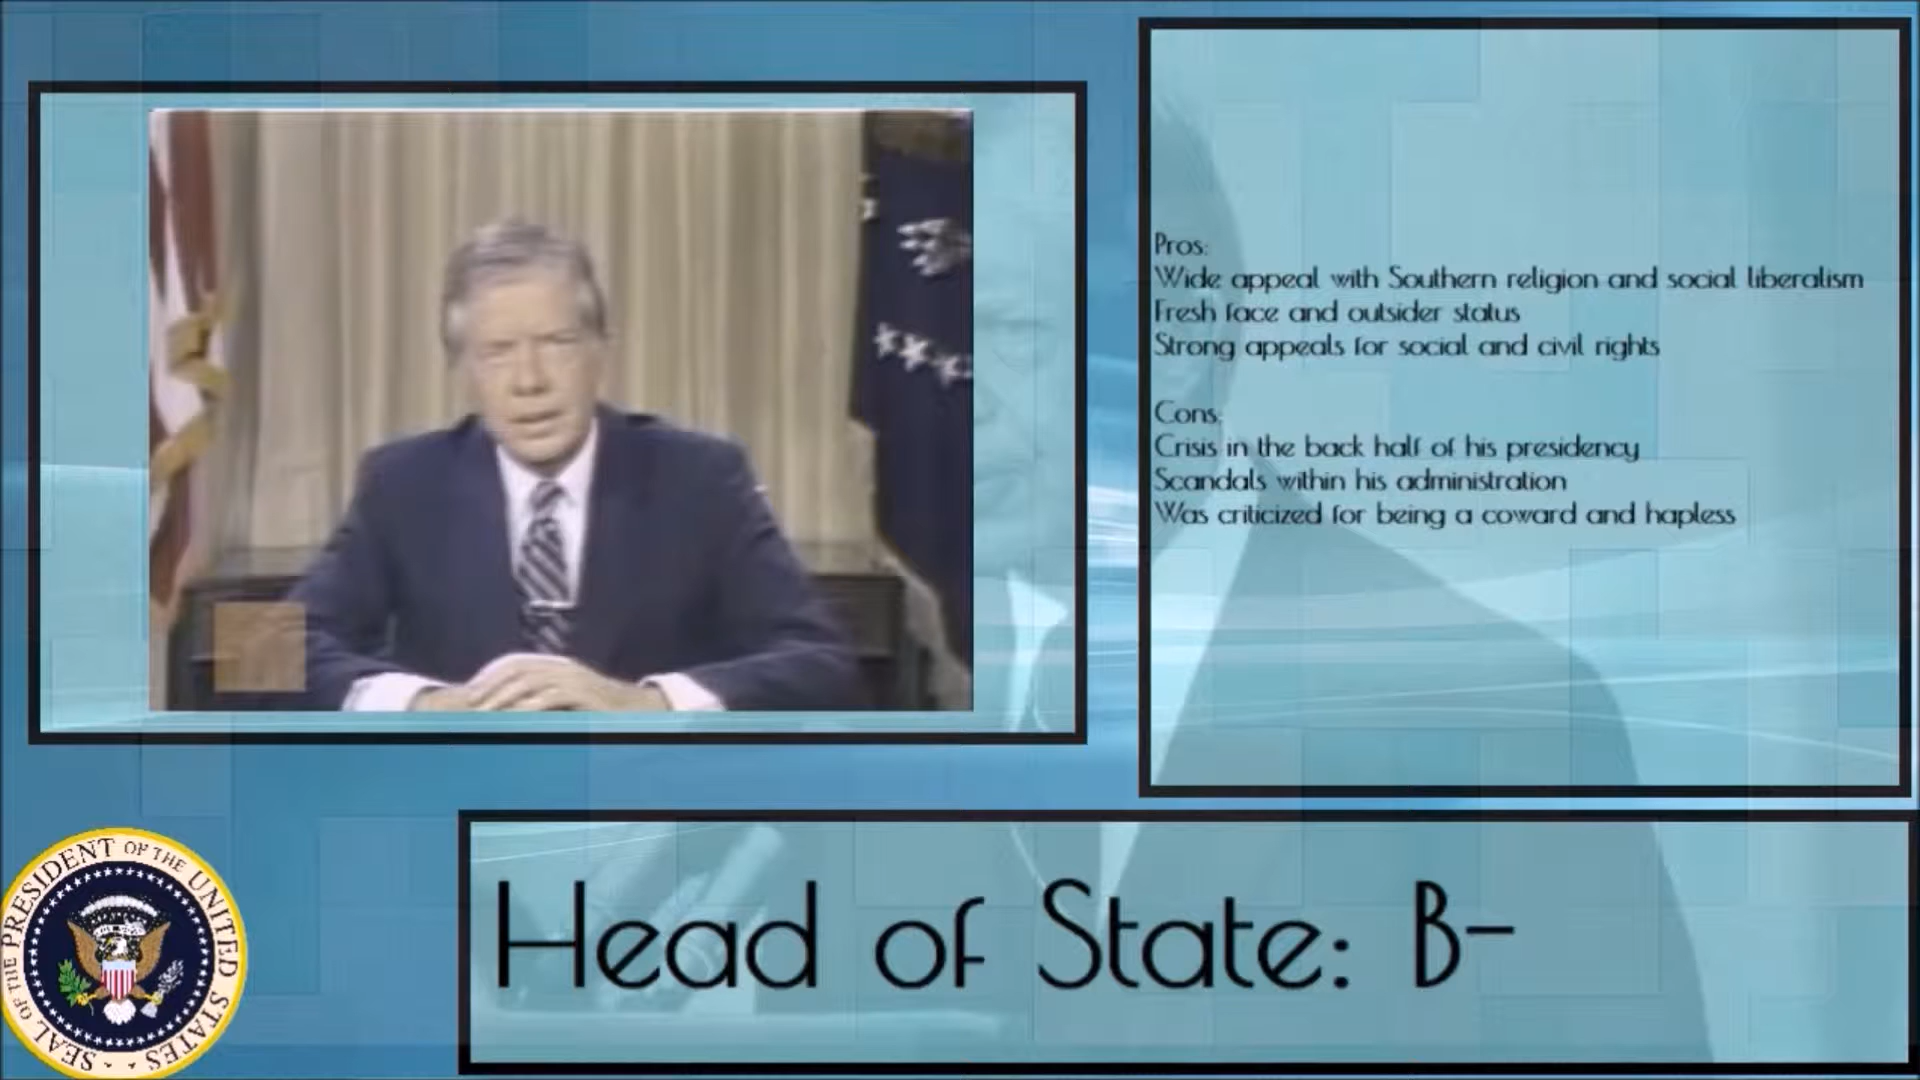 Pros:
Wide appeal with Southern religion and social liberalism
Fresh face and outsider status
Strong appeals for social and civil rights
Cons:
Crisis in the back half of his presidency
Scandals within his administration
Was criticized for being a coward and hapless
Head of State: B-
SEAL OF THE PRESIDENT OF THE UNITED STATES